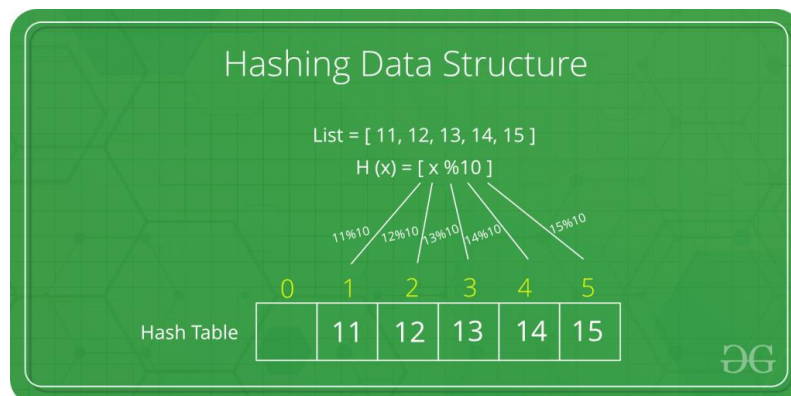 Hashing Data Structure
List = [ 11, 12, 13, 14, 15 ]
H (x) = [ x %10 ]
11%10 12%10 13%10 14%10 15%10
0 1 2 3 4 5
Hash Table 11 12 13 14 15